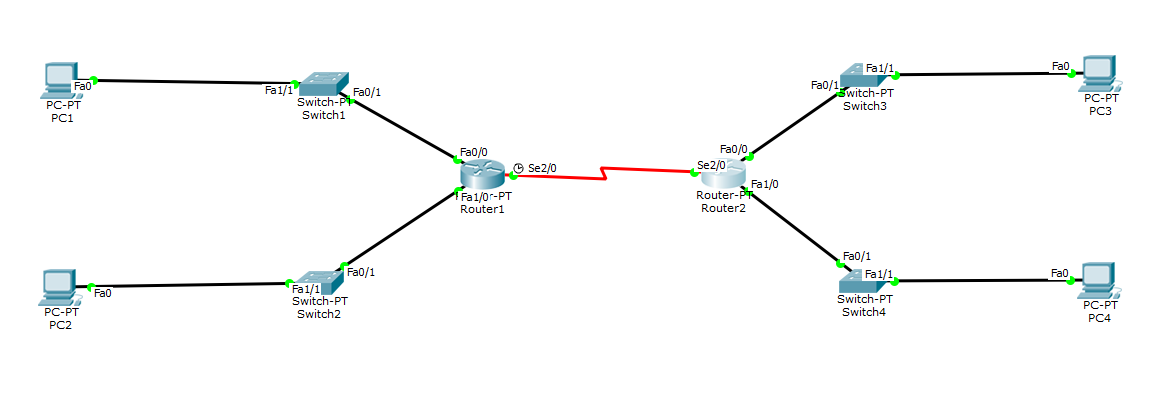 Fa0
PC-PT
PC1
Fa1/1
Fa0/1
Switch-PT
Switch1
Fa0/0
Se2/0
Fa1/0
r-PT
Router1
Fa0
PC-PT
PC2
Fa0/1
Fa1/1
Switch-PT
Switch2
Fa1/1
Fa0/1
Switch-PT
Switch3
Fa0
PC-PT
PC3
Fa0/0
Se2/0
Fa1/0
Router-PT
Router2
Fa0/1
Fa1/1
Switch-PT
Switch4
Fa0
PC-PT
PC4